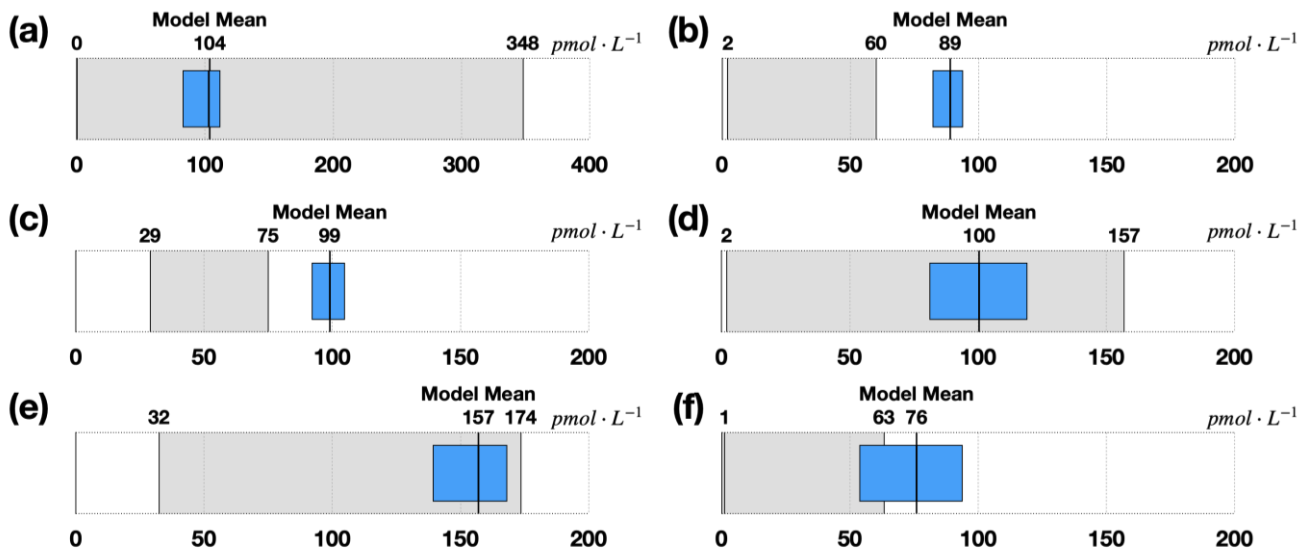 (a) Model Mean
0 104 348 pmol · L⁻¹
0 100 200 300 400
(b) Model Mean
2 60 89 pmol · L⁻¹
0 50 100 150 200
(c) Model Mean
29 75 99 pmol · L⁻¹
0 50 100 150 200
(d) Model Mean
2 100 157 pmol · L⁻¹
0 50 100 150 200
(e) Model Mean
32 157 174 pmol · L⁻¹
0 50 100 150 200
(f) Model Mean
1 63 76 pmol · L⁻¹
0 50 100 150 200